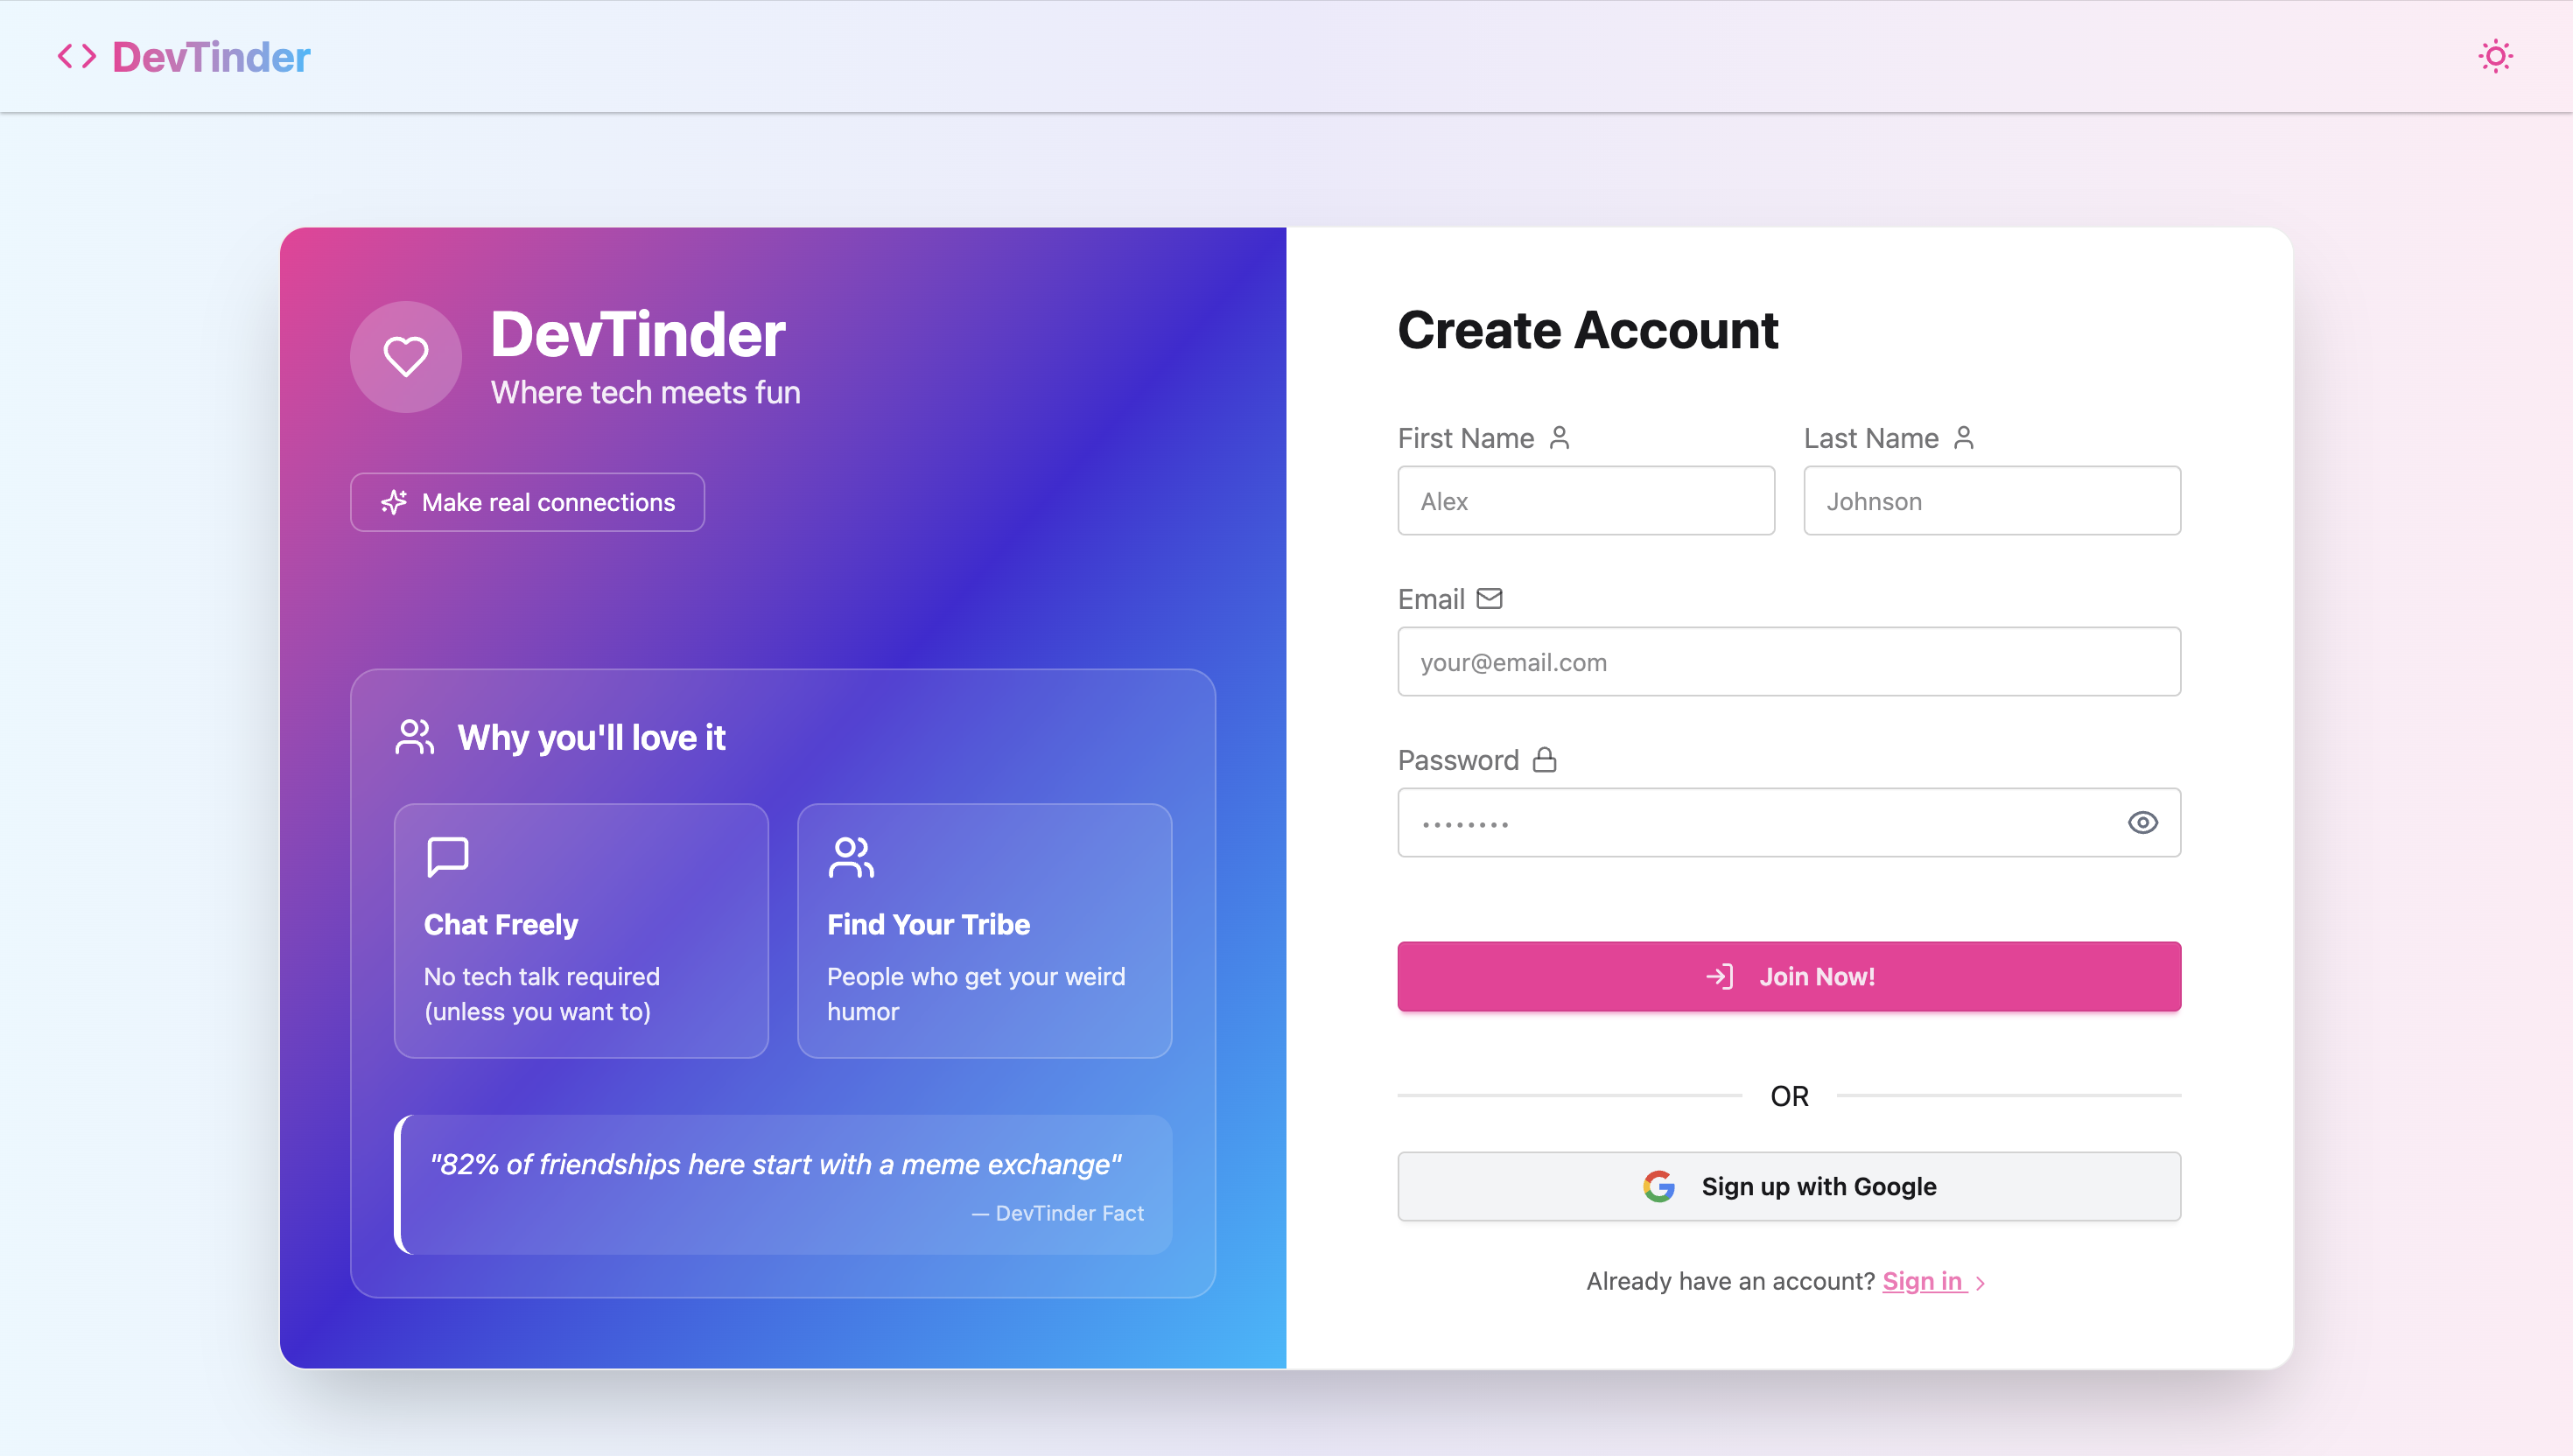 DevTinder
DevTinder
Where tech meets fun
Make real connections
Why you'll love it
Chat Freely
No tech talk required
(unless you want to)
Find Your Tribe
People who get your weird
humor
"82% of friendships here start with a meme exchange"
— DevTinder Fact
Create Account
First Name
Last Name
Alex
Johnson
Email
your@email.com
Password
••••••••
Join Now!
OR
Sign up with Google
Already have an account? Sign in